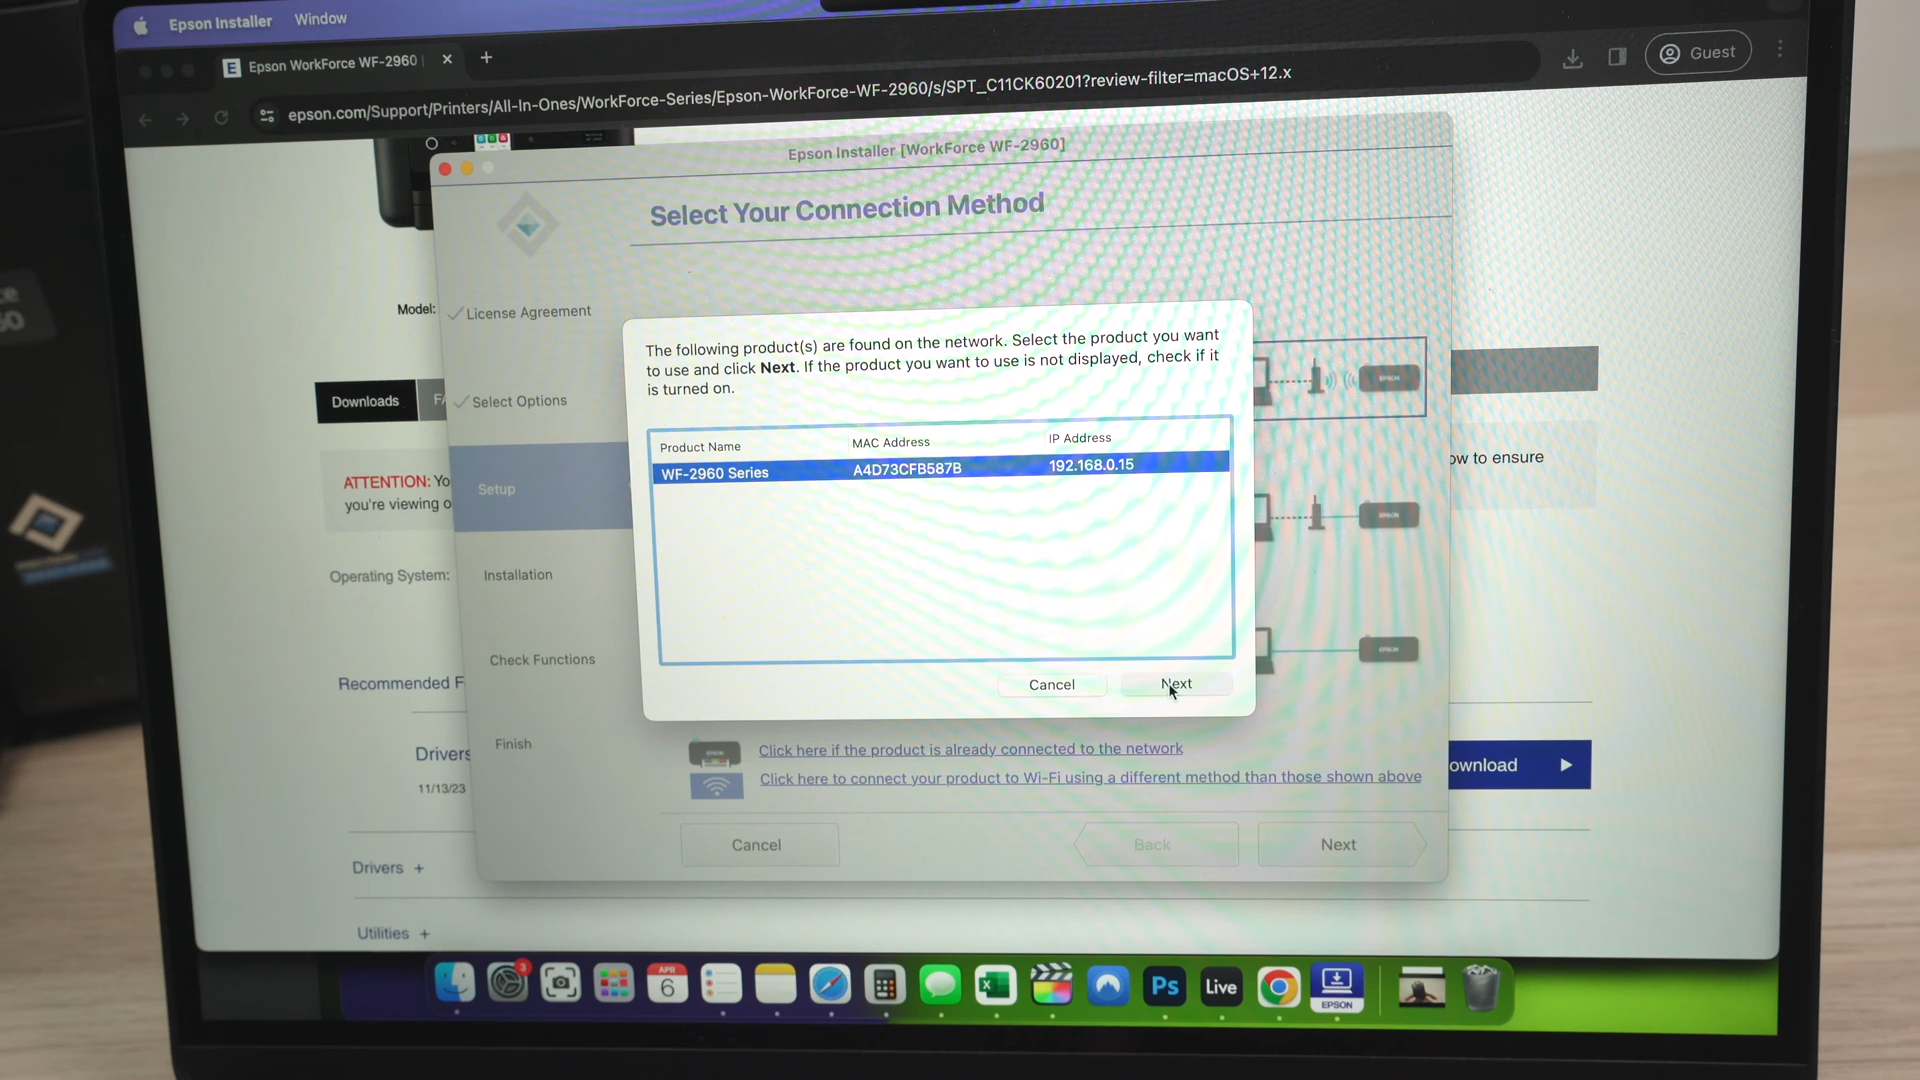 Epson Installer Window
Epson WorkForce WF-2960
Guest
epson.com/Support/Printers/All-In-Ones/WorkForce-Series/Epson-WorkForce-WF-2960/s/SPT_C11CK60201?review-filter=macOS+12.x
Epson Installer [WorkForce WF-2960]
Select Your Connection Method
Model:
License Agreement
The following product(s) are found on the network. Select the product you want
to use and click Next. If the product you want to use is not displayed, check if it
is turned on.
Downloads
Select Options
Product Name MAC Address IP Address
WF-2960 Series A4D73CFB587B 192.168.0.15
ow to ensure
ATTENTION: Yo
you're viewing o
Setup
Operating System:
Installation
Check Functions
Recommended F
Cancel Next
Finish
Click here if the product is already connected to the network
Click here to connect your product to Wi-Fi using a different method than those shown above
Drivers
11/13/23
ownload
Cancel Back Next
Drivers +
Utilities +
3
APR
6
Ps
Live
EPSON